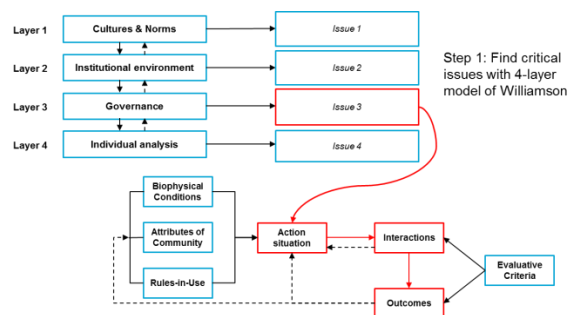 Layer 1
Cultures & Norms
Issue 1
Layer 2
Institutional environment
Issue 2
Layer 3
Governance
Issue 3
Layer 4
Individual analysis
Issue 4
Step 1: Find critical
issues with 4-layer
model of Williamson
Biophysical
Conditions
Attributes of
Community
Rules-in-Use
Action
situation
Interactions
Outcomes
Evaluative
Criteria